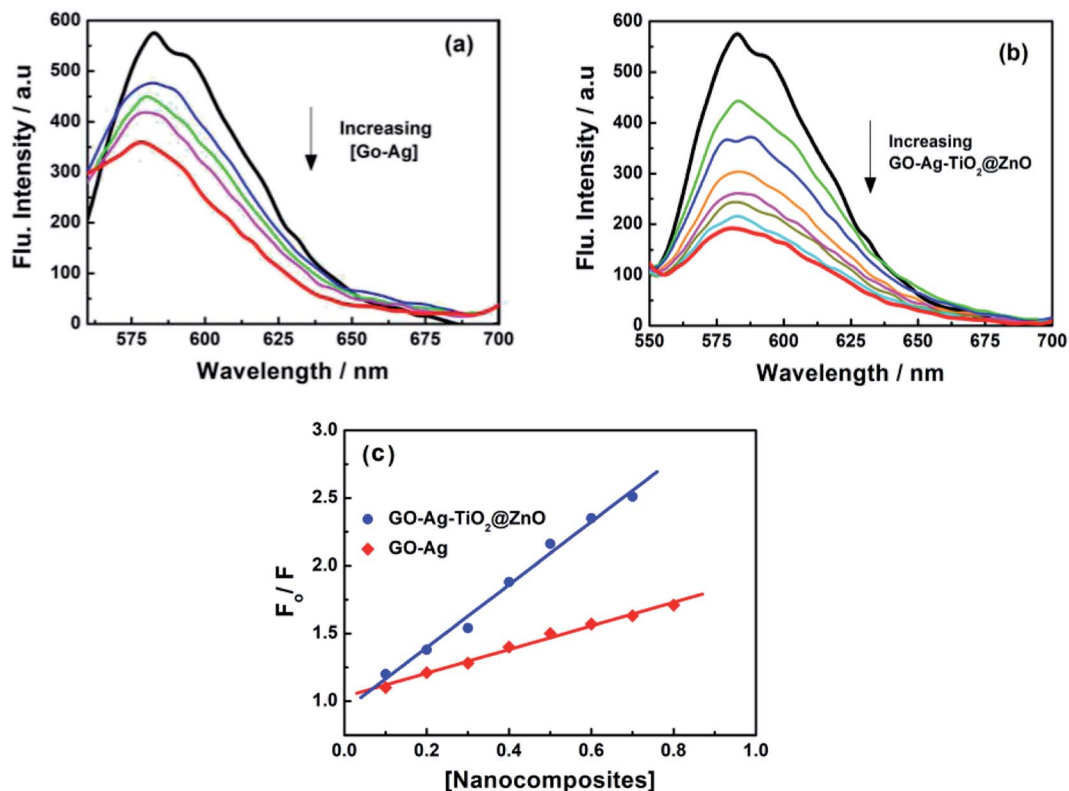 (a)
600
500
400
300
200
100
0
Flu. Intensity / a.u
Increasing
[Go-Ag]
575 600 625 650 675 700
Wavelength / nm
(b)
600
500
400
300
200
100
0
Flu. Intensity / a.u
Increasing
GO-Ag-TiO₂@ZnO
550 575 600 625 650 675 700
Wavelength / nm
(c)
3.0
2.5
2.0
1.5
1.0
Fₒ/ F
GO-Ag-TiO₂@ZnO
GO-Ag
0.0 0.2 0.4 0.6 0.8 1.0
[Nanocomposites]